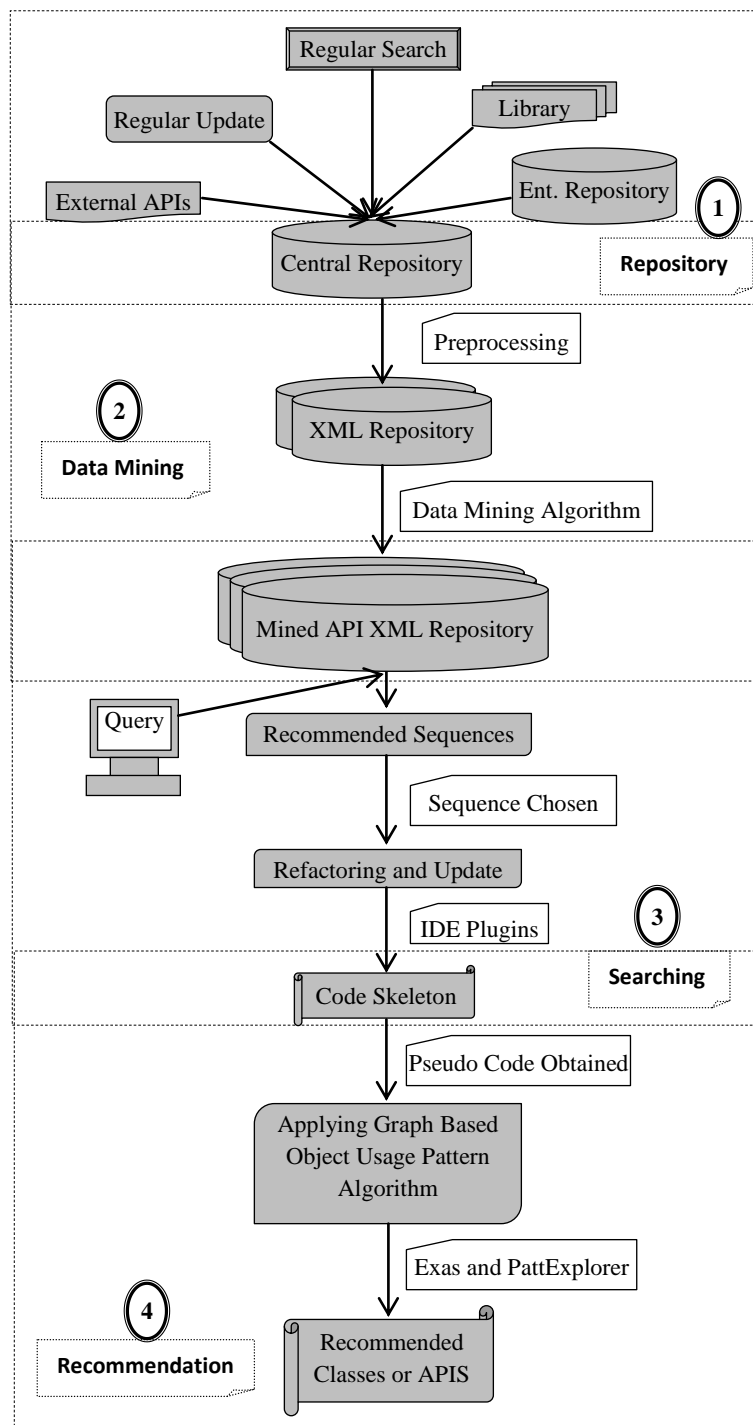 Regular Search
Regular Update
Library
External APIs
Ent. Repository
1
Central Repository
Repository
Preprocessing
2
XML Repository
Data Mining
Data Mining Algorithm
Mined API XML Repository
Query
Recommended Sequences
Sequence Chosen
Refactoring and Update
IDE Plugins
3
Searching
Code Skeleton
Pseudo Code Obtained
Applying Graph Based
Object Usage Pattern
Algorithm
Exas and PattExplorer
4
Recommendation
Recommended
Classes or APIS